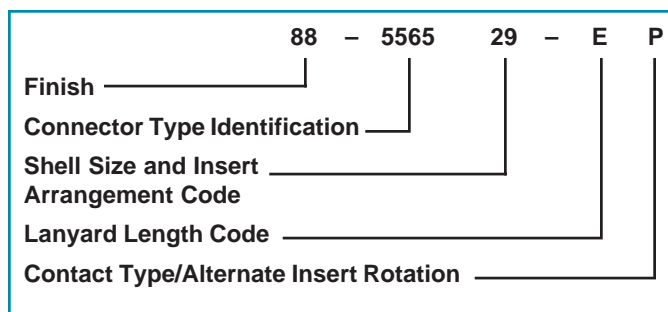 88 – 5565 29 – E P
Finish
Connector Type Identification
Shell Size and Insert
Arrangement Code
Lanyard Length Code
Contact Type/Alternate Insert Rotation